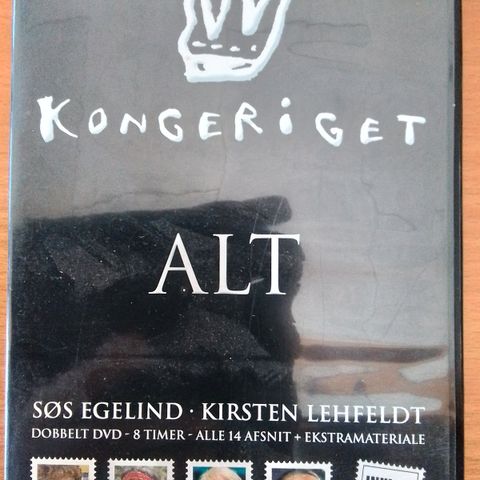 KONGERiGET
ALT
SØS EGELIND · KIRSTEN LEHFELDT
DOBBELT DVD - 8 TIMER - ALLE 14 AFSNIT + EKSTRAMATERIALE